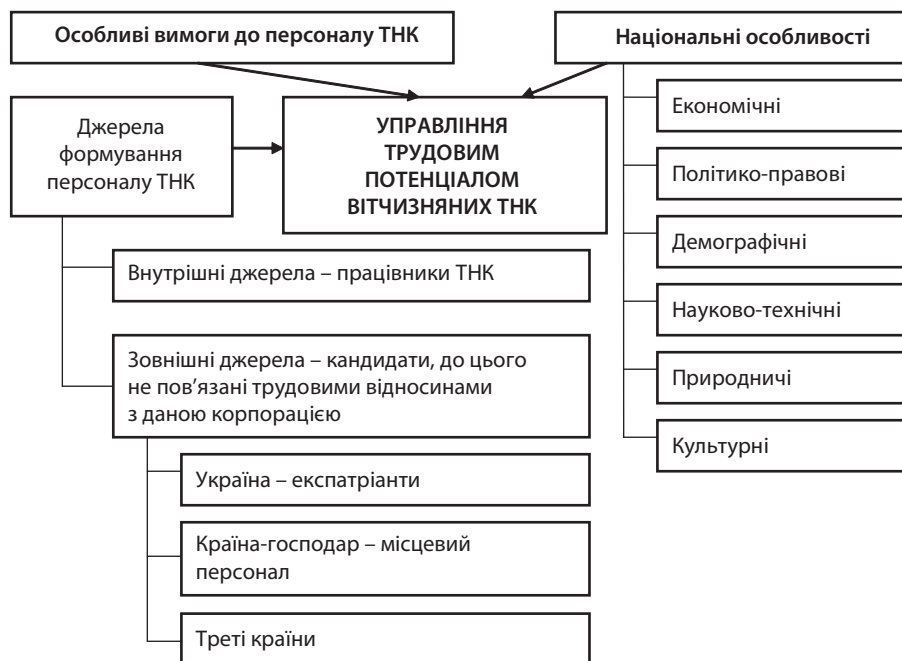 Особливі вимоги до персоналу ТНК
Національні особливості
Джерела
формування
персоналу ТНК
УПРАВЛІННЯ
ТРУДОВИМ
ПОТЕНЦІАЛОМ
ВІТЧИЗНЯНИХ ТНК
Економічні
Політико-правові
Демографічні
Науково-технічні
Природничі
Культурні
Внутрішні джерела – працівники ТНК
Зовнішні джерела – кандидати, до цього
не пов’язані трудовими відносинами
з даною корпорацією
Україна – експатріанти
Країна-господар – місцевий
персонал
Треті країни